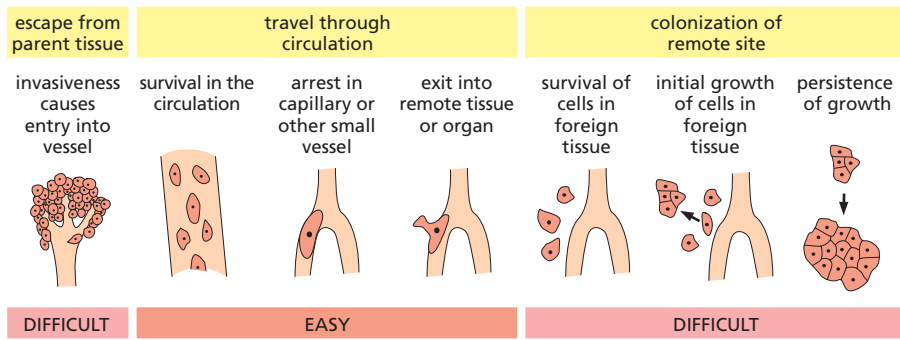 escape from
parent tissue
travel through
circulation
colonization of
remote site
invasiveness
causes
entry into
vessel
survival in the
circulation
arrest in
capillary or
other small
vessel
exit into
remote tissue
or organ
survival of
cells in
foreign
tissue
initial growth
of cells in
foreign
tissue
persistence
of growth
DIFFICULT
EASY
DIFFICULT